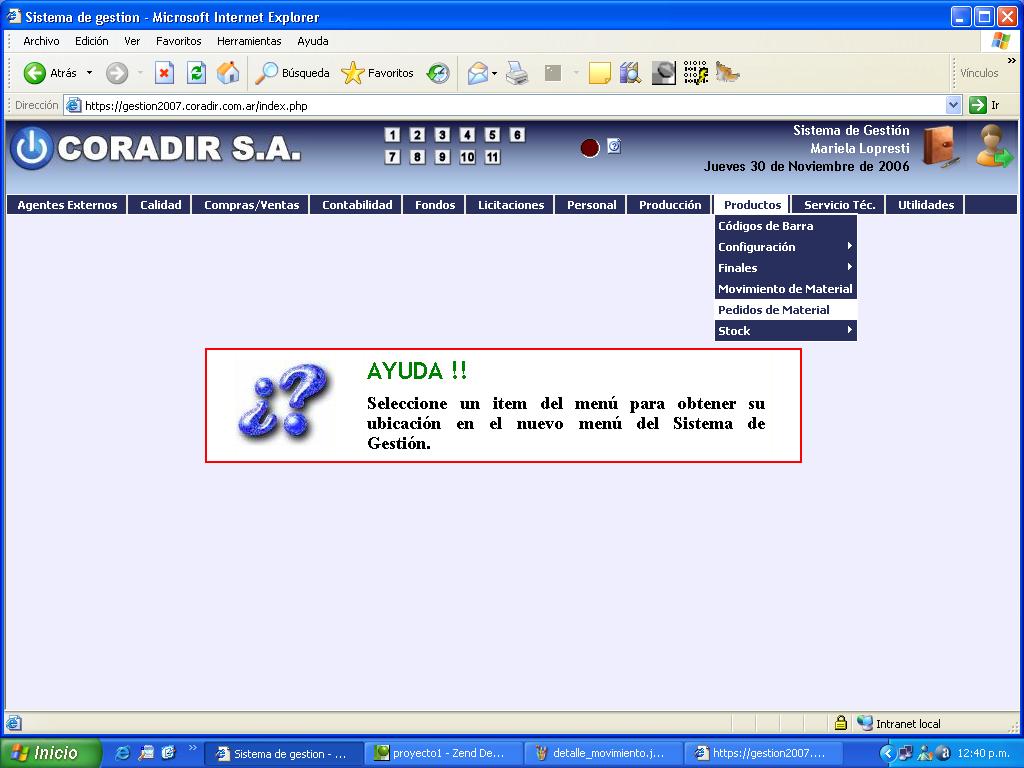 Sistema de gestion - Microsoft Internet Explorer
Archivo Edición Ver Favoritos Herramientas Ayuda
Atrás Búsqueda Favoritos Vínculos
Dirección https://gestion2007.coradir.com.ar/index.php Ir
CORADIR S.A.
1 2 3 4 5 6
7 8 9 10 11
Sistema de Gestión
Mariela Lopresti
Jueves 30 de Noviembre de 2006
Agentes Externos Calidad Compras/Ventas Contabilidad Fondos Licitaciones Personal Producción Productos Servicio Téc. Utilidades
Códigos de Barra
Configuración
Finales
Movimiento de Material
Pedidos de Material
Stock
¿?
AYUDA !!
Seleccione un item del menú para obtener su
ubicación en el nuevo menú del Sistema de
Gestión.
Intranet local
Inicio Sistema de gestion - ... proyecto1 - Zend De... detalle_movimiento.j... https://gestion2007.... 12:40 p.m.